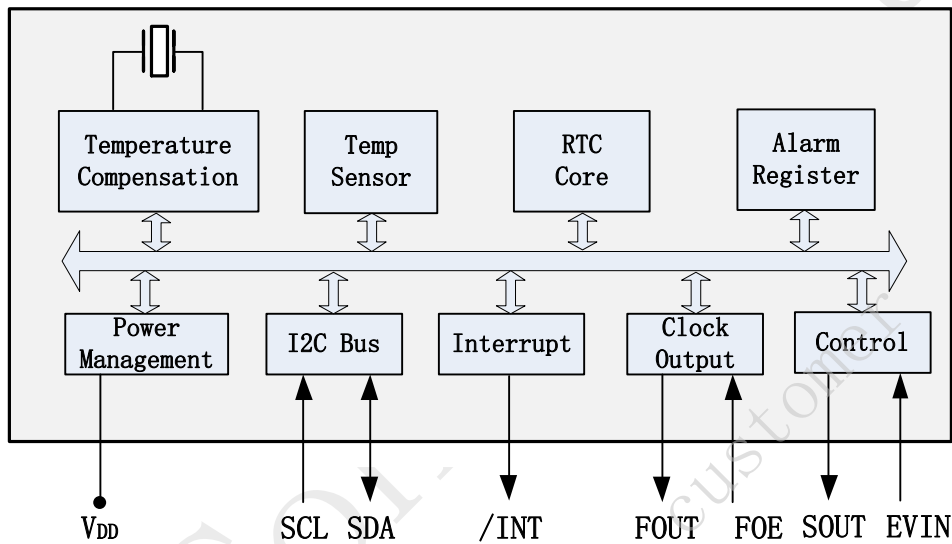 Temperature
Compensation
Temp
Sensor
RTC
Core
Alarm
Register
Power
Management
I2C Bus
Interrupt
Clock
Output
Control
VDD
SCL
SDA
/INT
FOUT
FOE
SOUT
EVIN
customer